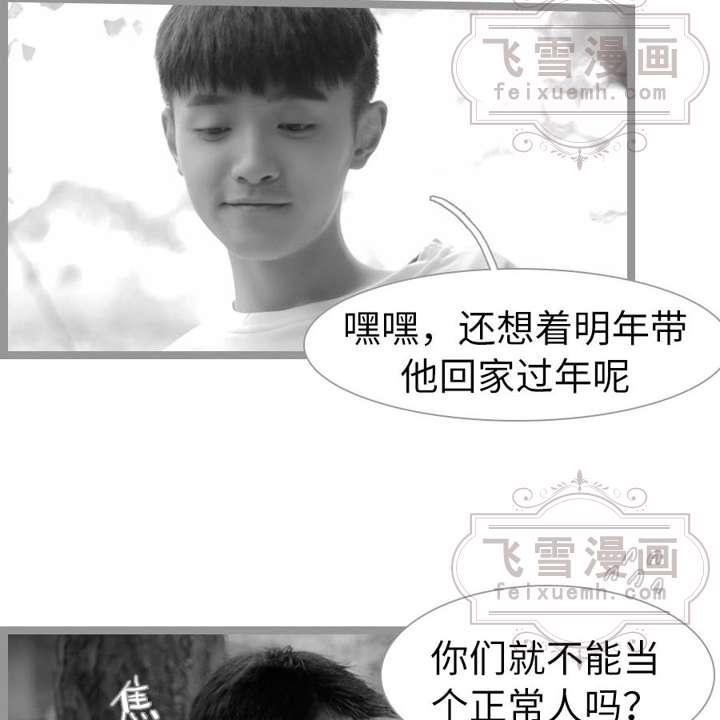 飞雪漫画
feixuemh.com
嘿嘿，还想着明年带
他回家过年呢
飞雪漫画
feixuemh.com
你们就不能当
个正常人吗？
焦